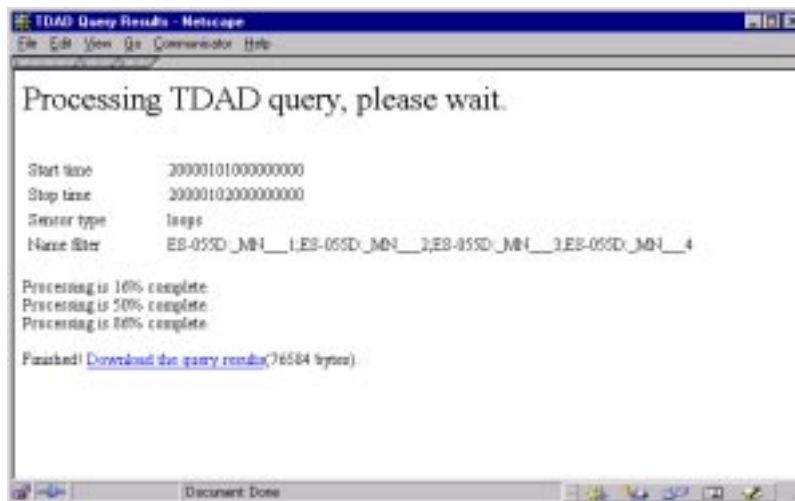 TDAD Query Results - Netscape
File Edit View Go Communicator Help
Processing TDAD query, please wait.
Start time 20000101000000000
Stop time 20000102000000000
Sensor type loops
Name filter ES-055D:_MN___1,ES-055D:_MN___2,ES-055D:_MN___3,ES-055D:_MN___4
Processing is 16% complete.
Processing is 50% complete.
Processing is 86% complete.
Finished! Download the query results(76584 bytes).
Document: Done